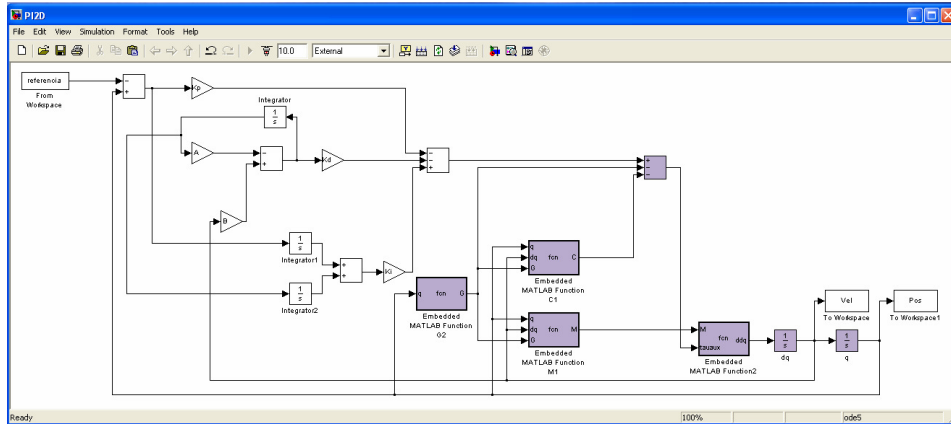 PI2D
File Edit View Simulation Format Tools Help
10.0 External
referencia
From
Workspace
Kp
Integrator
1
s
A
Kd
B
1
s
Integrator1
1
s
Integrator2
Ki
q fcn G
Embedded
MATLAB Function
G2
q
dq fcn C
G
Embedded
MATLAB Function
C1
q
dq fcn M
G
Embedded
MATLAB Function
M1
M
fcn ddq
tauaux
Embedded
MATLAB Function2
1
s
dq
1
s
q
Vel
To Workspace
Pos
To Workspace1
Ready 100% ode5